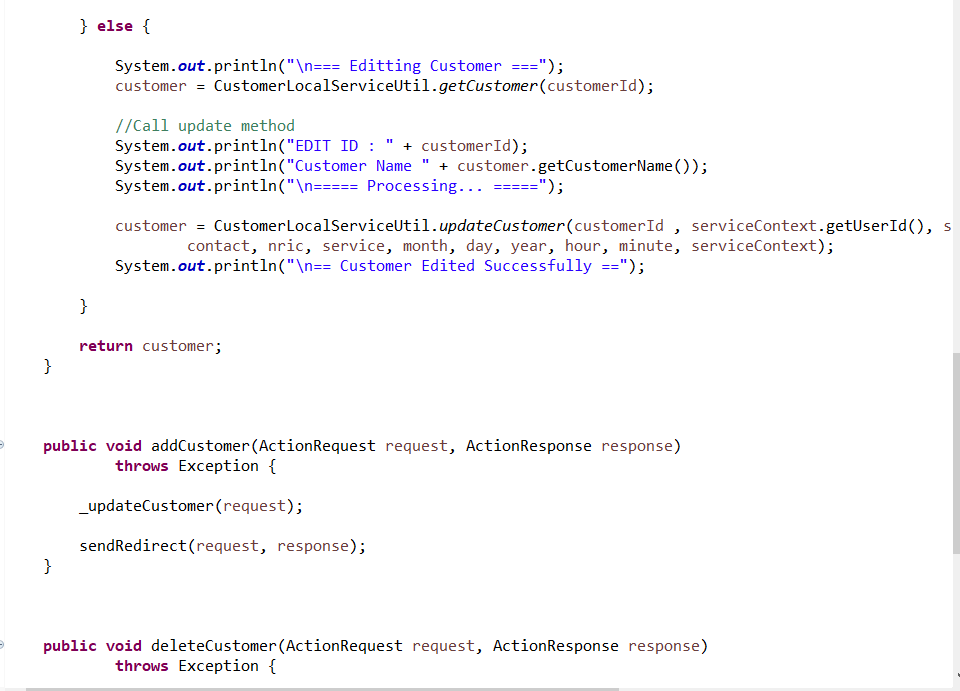 } else {
System.out.println("\n=== Editting Customer ===");
customer = CustomerLocalServiceUtil.getCustomer(customerId);
//Call update method
System.out.println("EDIT ID : " + customerId);
System.out.println("Customer Name " + customer.getCustomerName());
System.out.println("\n===== Processing... =====");
customer = CustomerLocalServiceUtil.updateCustomer(customerId , serviceContext.getUserId(), s
contact, nric, service, month, day, year, hour, minute, serviceContext);
System.out.println("\n== Customer Edited Successfully ==");
}
return customer;
}
public void addCustomer(ActionRequest request, ActionResponse response)
throws Exception {
_updateCustomer(request);
sendRedirect(request, response);
}
public void deleteCustomer(ActionRequest request, ActionResponse response)
throws Exception {